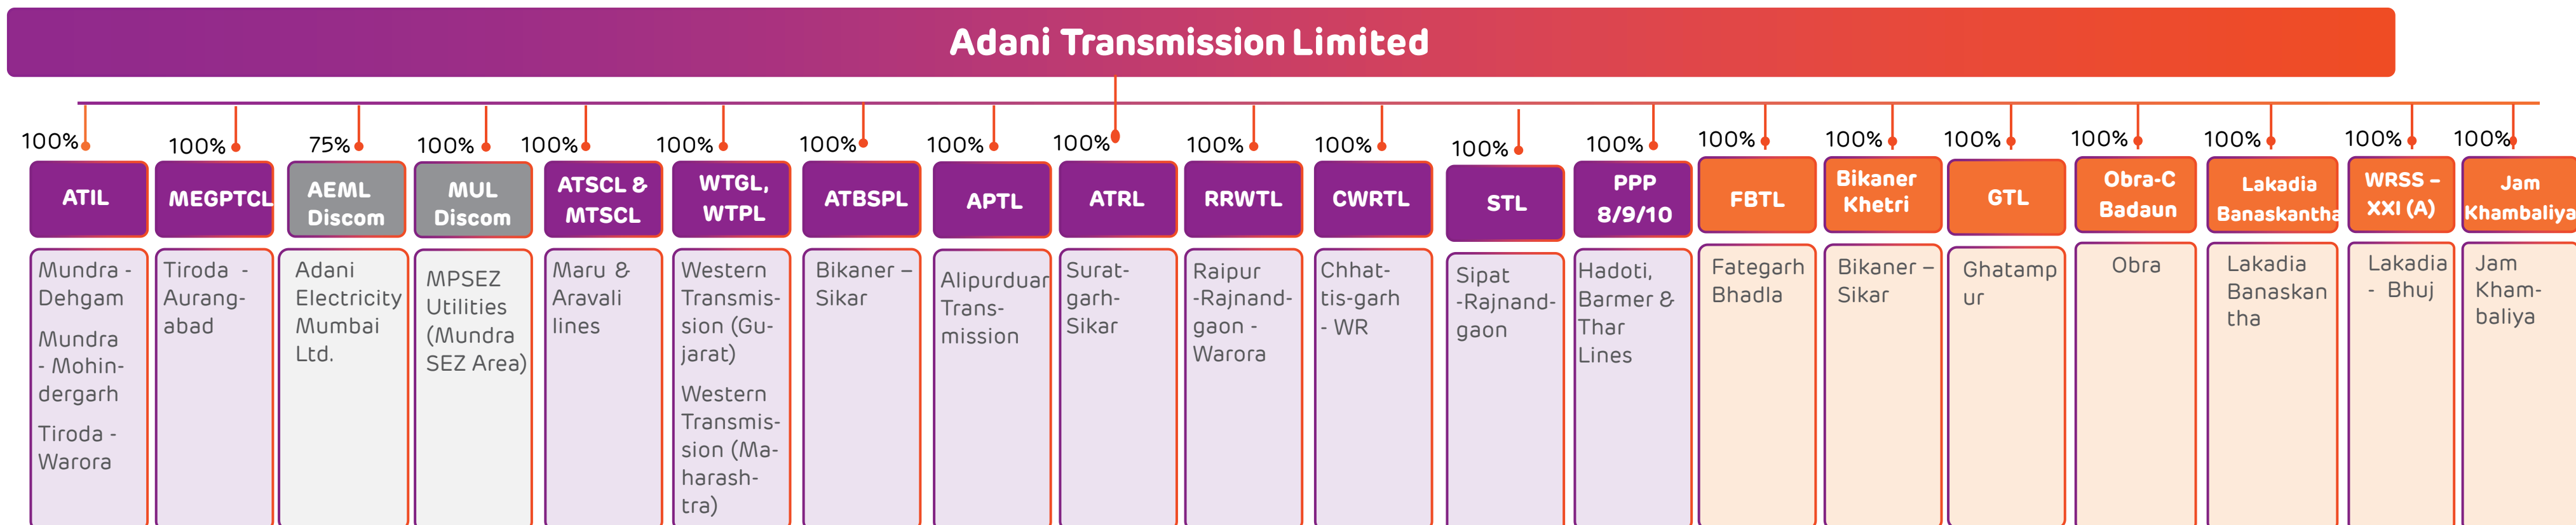 Adani Transmission Limited
100%
ATIL
Mundra -
Dehgam
Mundra
- Mohin-
dergarh
Tiroda -
Warora
100%
MEGPTCL
Tiroda -
Aurang-
abad
75%
AEML
Discom
Adani
Electricity
Mumbai
Ltd.
100%
MUL
Discom
MPSEZ
Utilities
(Mundra
SEZ Area)
100%
ATSCL &
MTSCL
Maru &
Aravali
lines
100%
WTGL,
WTPL
Western
Transmis-
sion (Gu-
jarat)
Western
Transmis-
sion (Ma-
harash-
tra)
100%
ATBSPL
Bikaner –
Sikar
100%
APTL
Alipurduar
Trans-
mission
100%
ATRL
Surat-
garh-
Sikar
100%
RRWTL
Raipur
-Rajnand-
gaon -
Warora
100%
CWRTL
Chhat-
tis-garh
- WR
100%
STL
Sipat
-Rajnand-
gaon
100%
PPP
8/9/10
Hadoti,
Barmer &
Thar
Lines
100%
FBTL
Fategarh
Bhadla
100%
Bikaner
Khetri
Bikaner –
Sikar
100%
GTL
Ghatamp
ur
100%
Obra-C
Badaun
Obra
100%
Lakadia
Banaskantha
Lakadia
Banaskan
tha
100%
WRSS –
XXI (A)
Lakadia
- Bhuj
100%
Jam
Khambaliya
Jam
Kham-
baliya